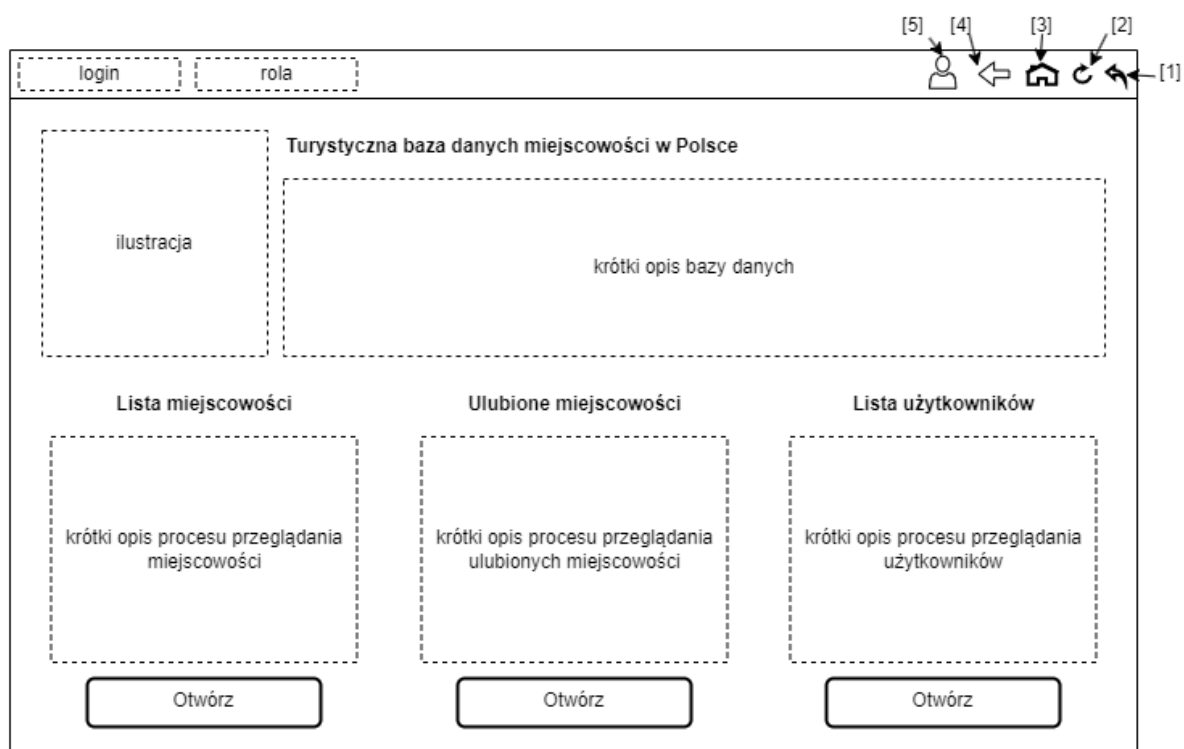 [5] [4] [3] [2]
[1]
login rola
Turystyczna baza danych miejscowości w Polsce
ilustracja
krótki opis bazy danych
Lista miejscowości
krótki opis procesu przeglądania
miejscowości
Otwórz
Ulubione miejscowości
krótki opis procesu przeglądania
ulubionych miejscowości
Otwórz
Lista użytkowników
krótki opis procesu przeglądania
użytkowników
Otwórz